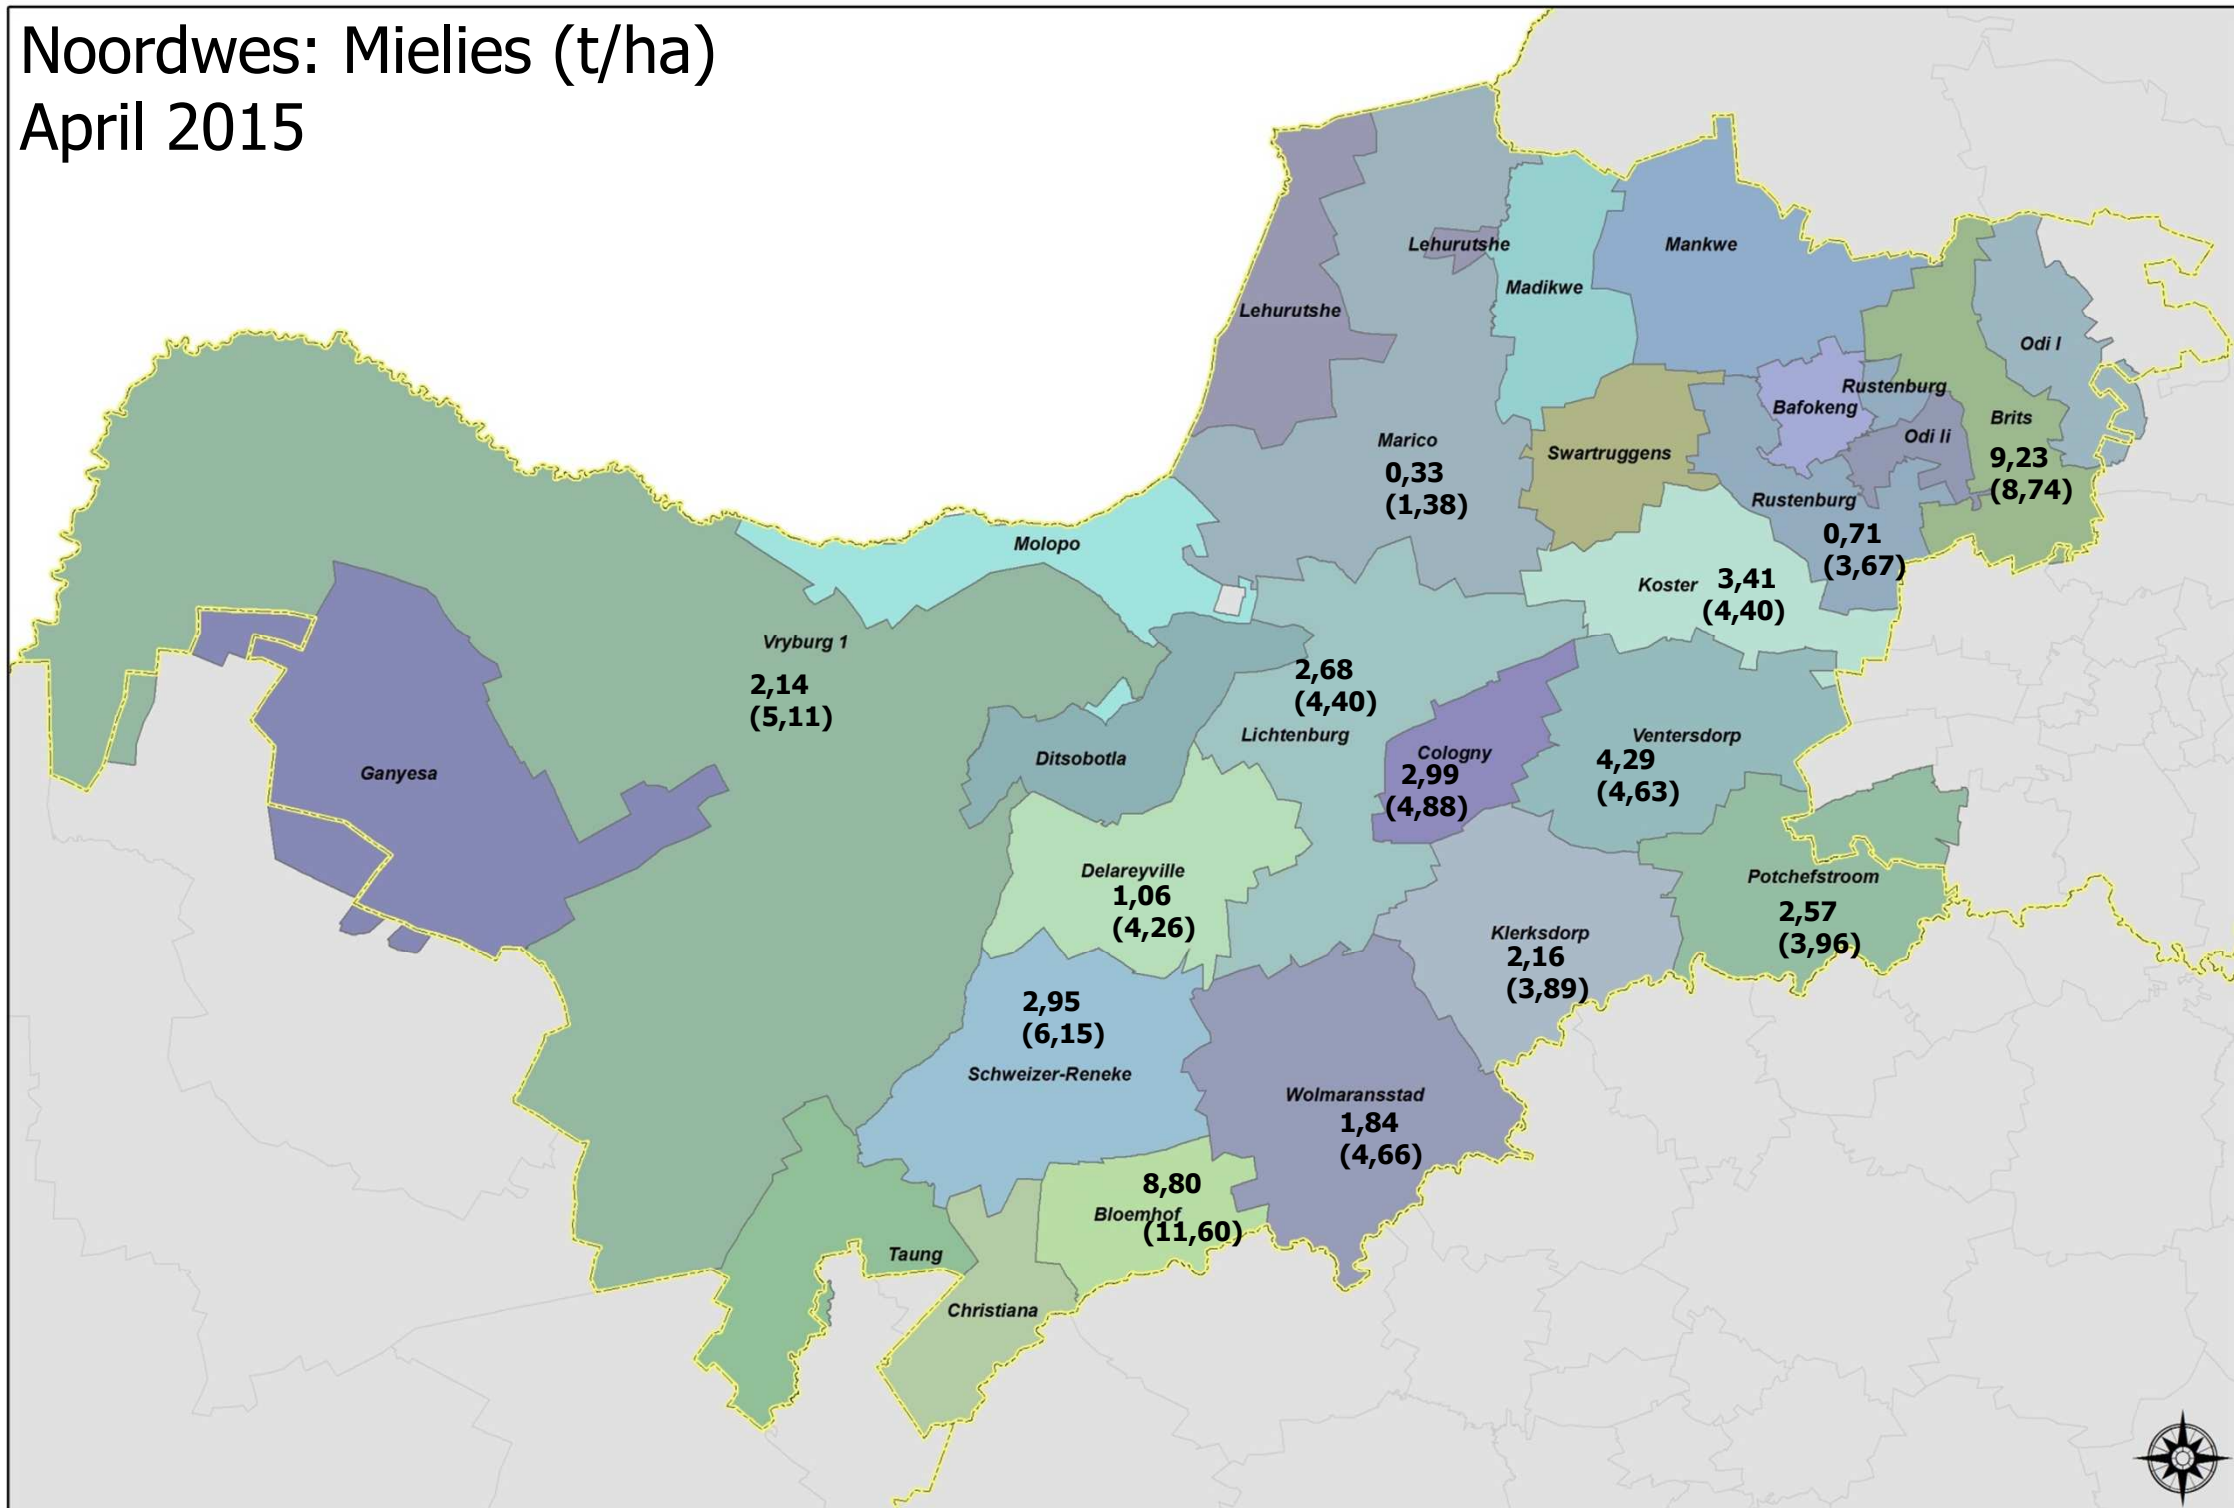 Noordwes: Mielies (t/ha)
April 2015
Lehurutshe
Mankwe
Madikwe
Lehurutshe
Odi I
Rustenburg
Bafokeng
Brits
Odi Ii
9,23
(8,74)
Marico
0,33
(1,38)
Swartruggens
Rustenburg
0,71
(3,67)
Molopo
Koster 3,41
(4,40)
Vryburg 1
2,14
(5,11)
2,68
(4,40)
Lichtenburg
Ventersdorp
4,29
(4,63)
Cologny
2,99
(4,88)
Ditsobotla
Ganyesa
Delareyville
1,06
(4,26)
Potchefstroom
2,57
(3,96)
Klerksdorp
2,16
(3,89)
2,95
(6,15)
Schweizer-Reneke
Wolmaransstad
1,84
(4,66)
8,80
Bloemhof
(11,60)
Taung
Christiana